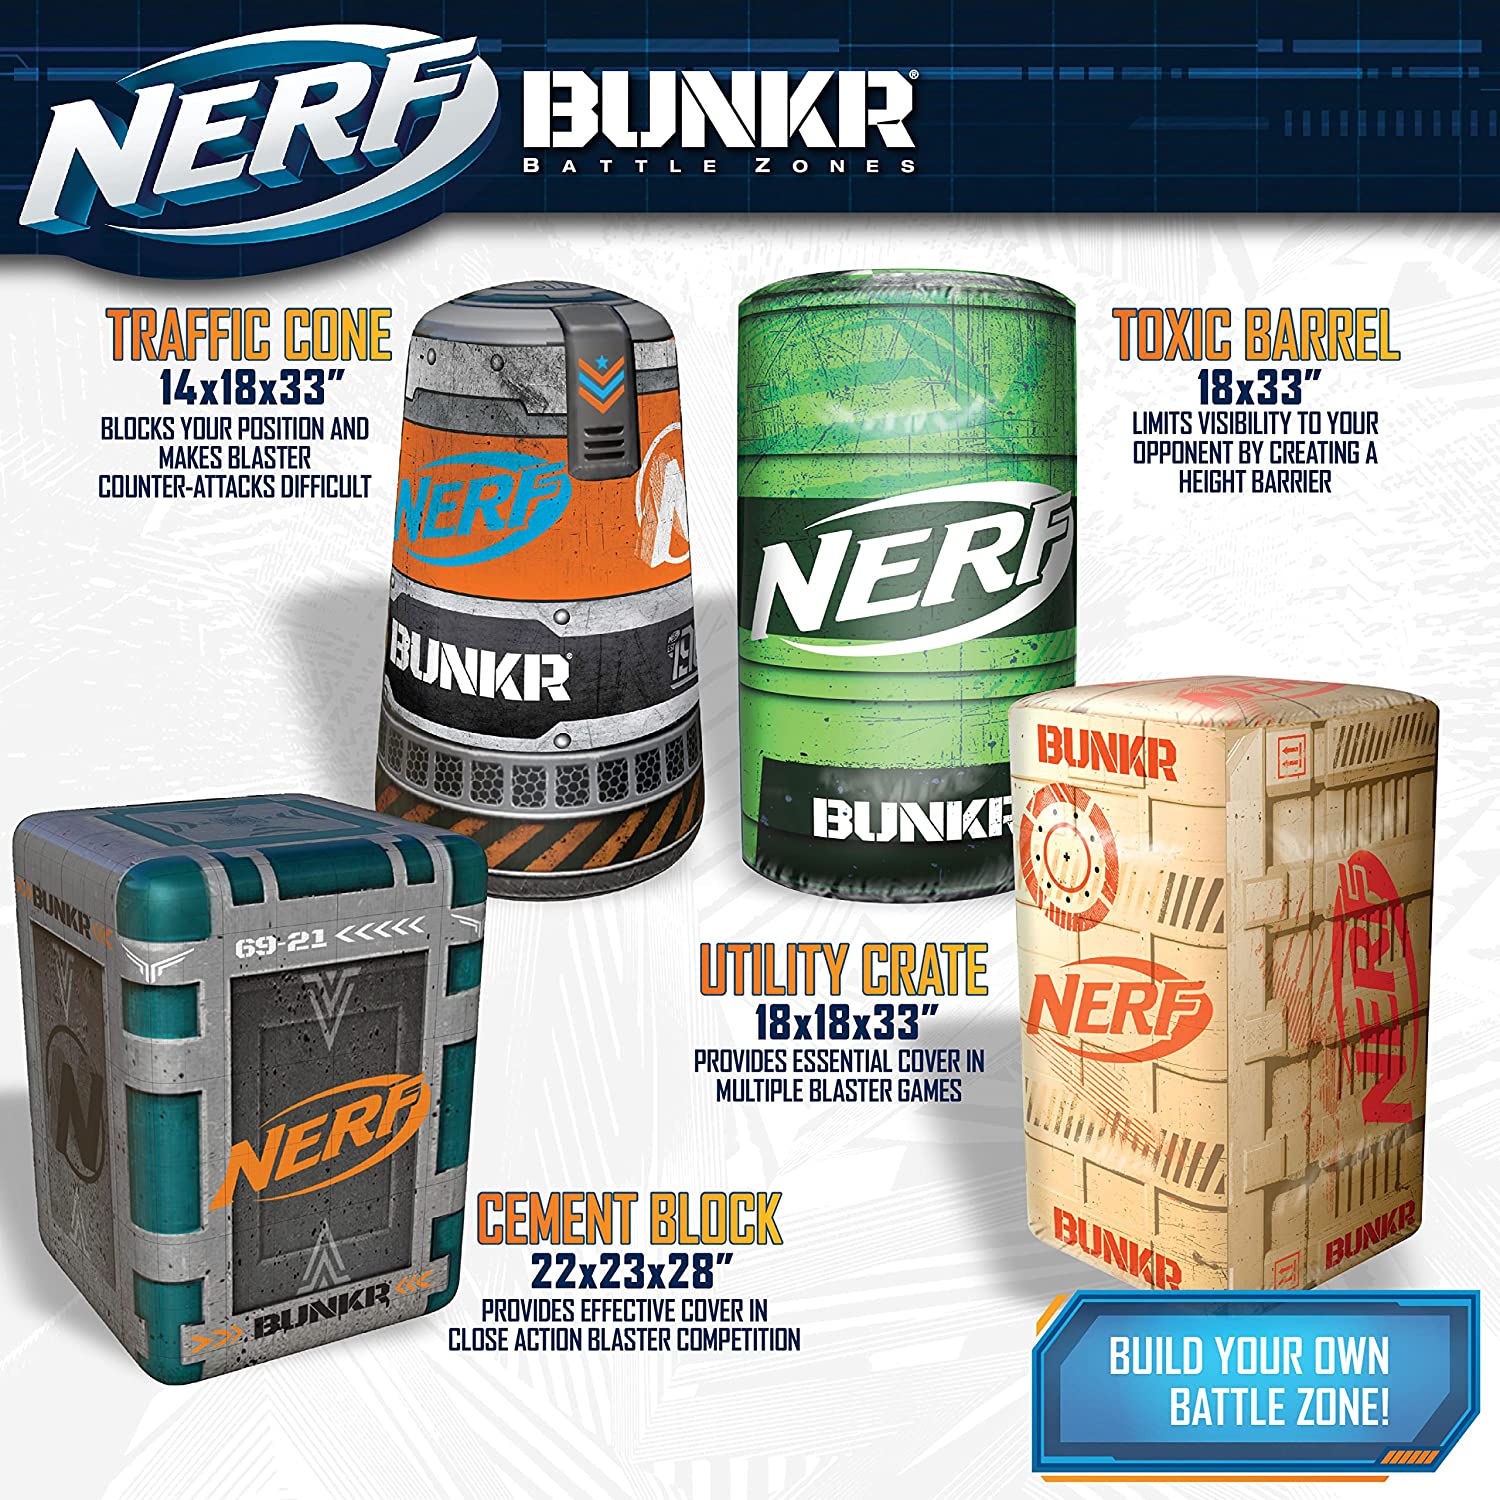 NERF
BUNKR®
BATTLE ZONES
TRAFFIC CONE
14x18x33"
BLOCKS YOUR POSITION AND
MAKES BLASTER
COUNTER-ATTACKS DIFFICULT
NERF
N
BUNKR®
TOXIC BARREL
18x33"
LIMITS VISIBILITY TO YOUR
OPPONENT BY CREATING A
HEIGHT BARRIER
NERF
BUNKR
BUNKR
69-21
N
NERF
BUNKR
CEMENT BLOCK
22x23x28"
PROVIDES EFFECTIVE COVER IN
CLOSE ACTION BLASTER COMPETITION
UTILITY CRATE
18x18x33"
PROVIDES ESSENTIAL COVER IN
MULTIPLE BLASTER GAMES
BUNKR
NERF
NERF
BUNKR
BUNKR
BUILD YOUR OWN
BATTLE ZONE!